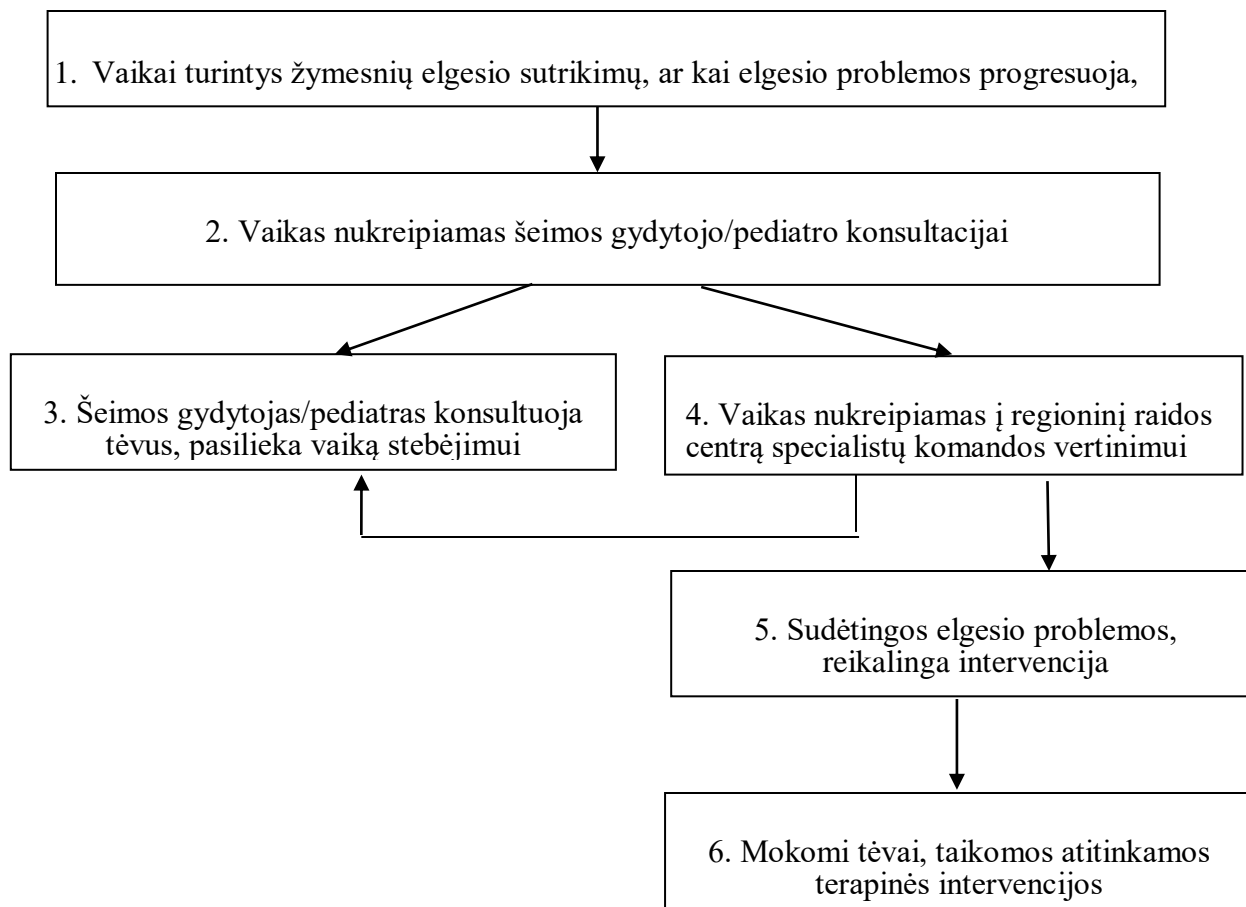 1. Vaikai turintys žymesnių elgesio sutrikimų, ar kai elgesio problemos progresuoja,
2. Vaikas nukreipiamas šeimos gydytojo/pediatro konsultacijai
3. Šeimos gydytojas/pediatras konsultuoja
tėvus, pasilieka vaiką stebėjimui
4. Vaikas nukreipiamas į regioninį raidos
centrą specialistų komandos vertinimui
5. Sudėtingos elgesio problemos,
reikalinga intervencija
6. Mokomi tėvai, taikomos atitinkamos
terapinės intervencijos